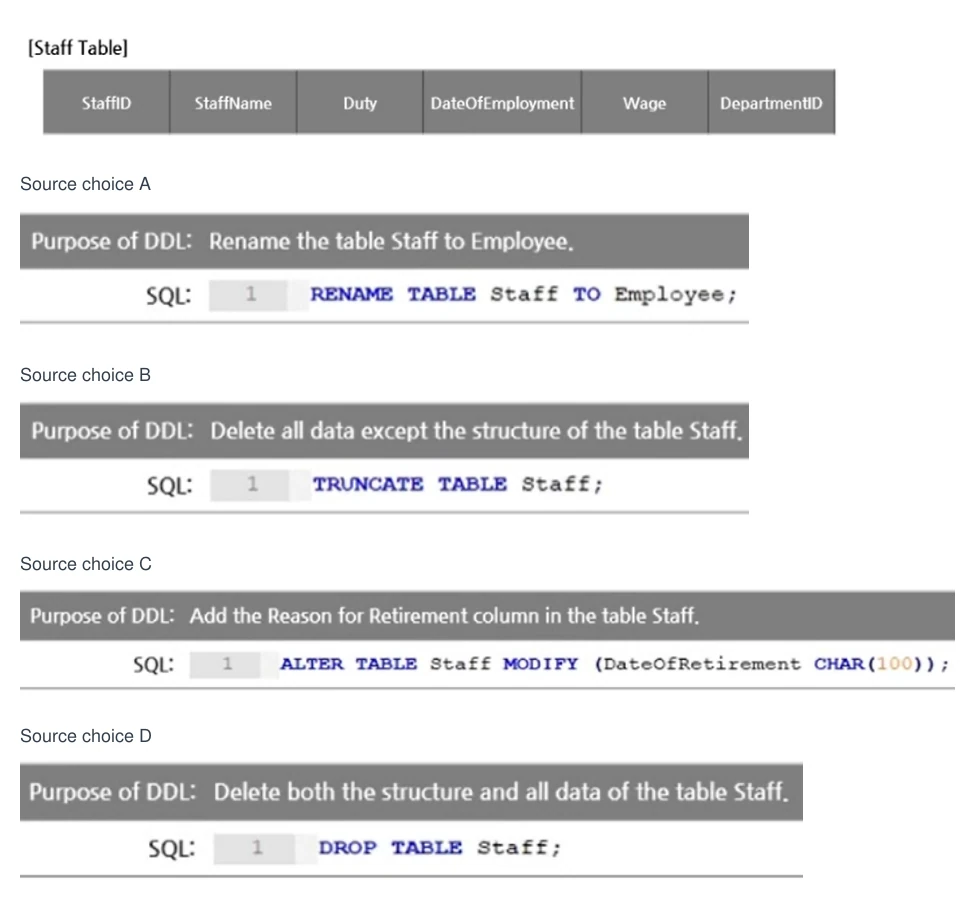 [Staff Table]
StaffID StaffName Duty DateOfEmployment Wage DepartmentID
Source choice A
Purpose of DDL: Rename the table Staff to Employee.
SQL: 1 RENAME TABLE Staff TO Employee;
Source choice B
Purpose of DDL: Delete all data except the structure of the table Staff.
SQL: 1 TRUNCATE TABLE Staff;
Source choice C
Purpose of DDL: Add the Reason for Retirement column in the table Staff.
SQL: 1 ALTER TABLE Staff MODIFY (DateOfRetirement CHAR(100));
Source choice D
Purpose of DDL: Delete both the structure and all data of the table Staff.
SQL: 1 DROP TABLE Staff;